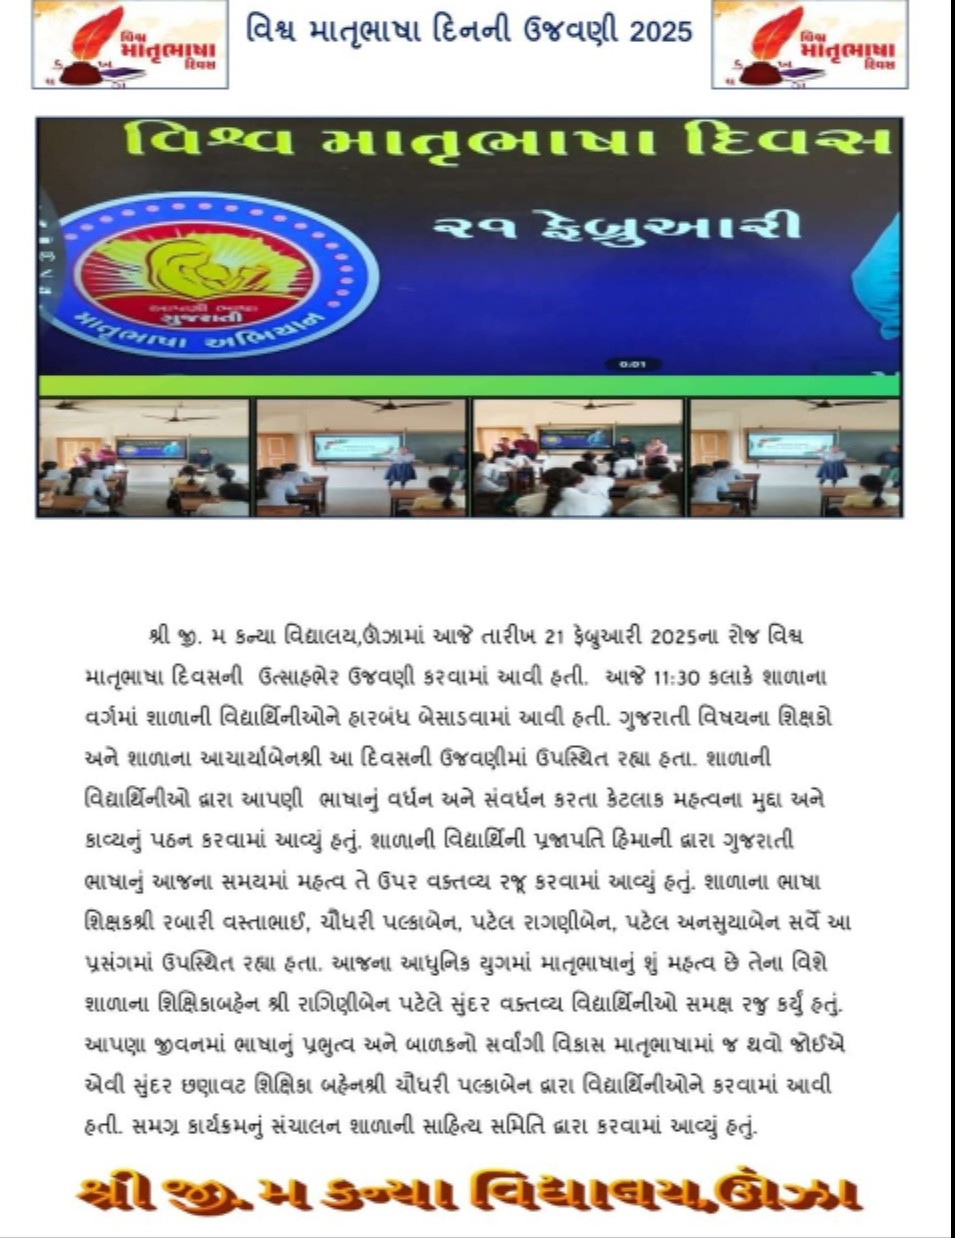 વિશ્વ
માતૃભાષા
દિવસ
વિશ્વ માતૃભાષા દિનની ઉજવણી 2025
વિશ્વ
માતૃભાષા
દિવસ
વિશ્વ માતૃભાષા દિવસ
૨૧ ફેબ્રુઆરી
આપણી ભાષા
ગુજરાતી
માતૃભાષા અભિયાન
0:01
શ્રી જી. મ કન્યા વિદ્યાલય,ઊંઝામાં આજે તારીખ 21 ફેબ્રુઆરી 2025ના રોજ વિશ્વ
માતૃભાષા દિવસની ઉત્સાહભેર ઉજવણી કરવામાં આવી હતી. આજે 11:30 કલાકે શાળાના
વર્ગમાં શાળાની વિદ્યાર્થિનીઓને હારબંધ બેસાડવામાં આવી હતી. ગુજરાતી વિષયના શિક્ષકો
અને શાળાના આચાર્યાબેનશ્રી આ દિવસની ઉજવણીમાં ઉપસ્થિત રહ્યા હતા. શાળાની
વિદ્યાર્થિનીઓ દ્વારા આપણી ભાષાનું વર્ધન અને સંવર્ધન કરતા કેટલાક મહત્વના મુદ્દા અને
કાવ્યનું પઠન કરવામાં આવ્યું હતું. શાળાની વિદ્યાર્થિની પ્રજાપતિ હિમાની દ્વારા ગુજરાતી
ભાષાનું આજના સમયમાં મહત્વ તે ઉપર વક્તવ્ય રજૂ કરવામાં આવ્યું હતું. શાળાના ભાષા
શિક્ષકશ્રી રબારી વસ્તાભાઈ, ચૌધરી પલ્કાબેન, પટેલ રાગણીબેન, પટેલ અનસુયાબેન સર્વે આ
પ્રસંગમાં ઉપસ્થિત રહ્યા હતા. આજના આધુનિક યુગમાં માતૃભાષાનું શું મહત્વ છે તેના વિશે
શાળાના શિક્ષિકાબહેન શ્રી રાગિણીબેન પટેલે સુંદર વક્તવ્ય વિદ્યાર્થિનીઓ સમક્ષ રજુ કર્યું હતું.
આપણા જીવનમાં ભાષાનું પ્રભુત્વ અને બાળકનો સર્વાંગી વિકાસ માતૃભાષામાં જ થવો જોઈએ
એવી સુંદર છણાવટ શિક્ષિકા બહેનશ્રી ચૌધરી પલ્કાબેન દ્વારા વિદ્યાર્થિનીઓને કરવામાં આવી
હતી. સમગ્ર કાર્યક્રમનું સંચાલન શાળાની સાહિત્ય સમિતિ દ્વારા કરવામાં આવ્યું હતું.
શ્રી જી. મ કન્યા વિદ્યાલય,ઊંઝા